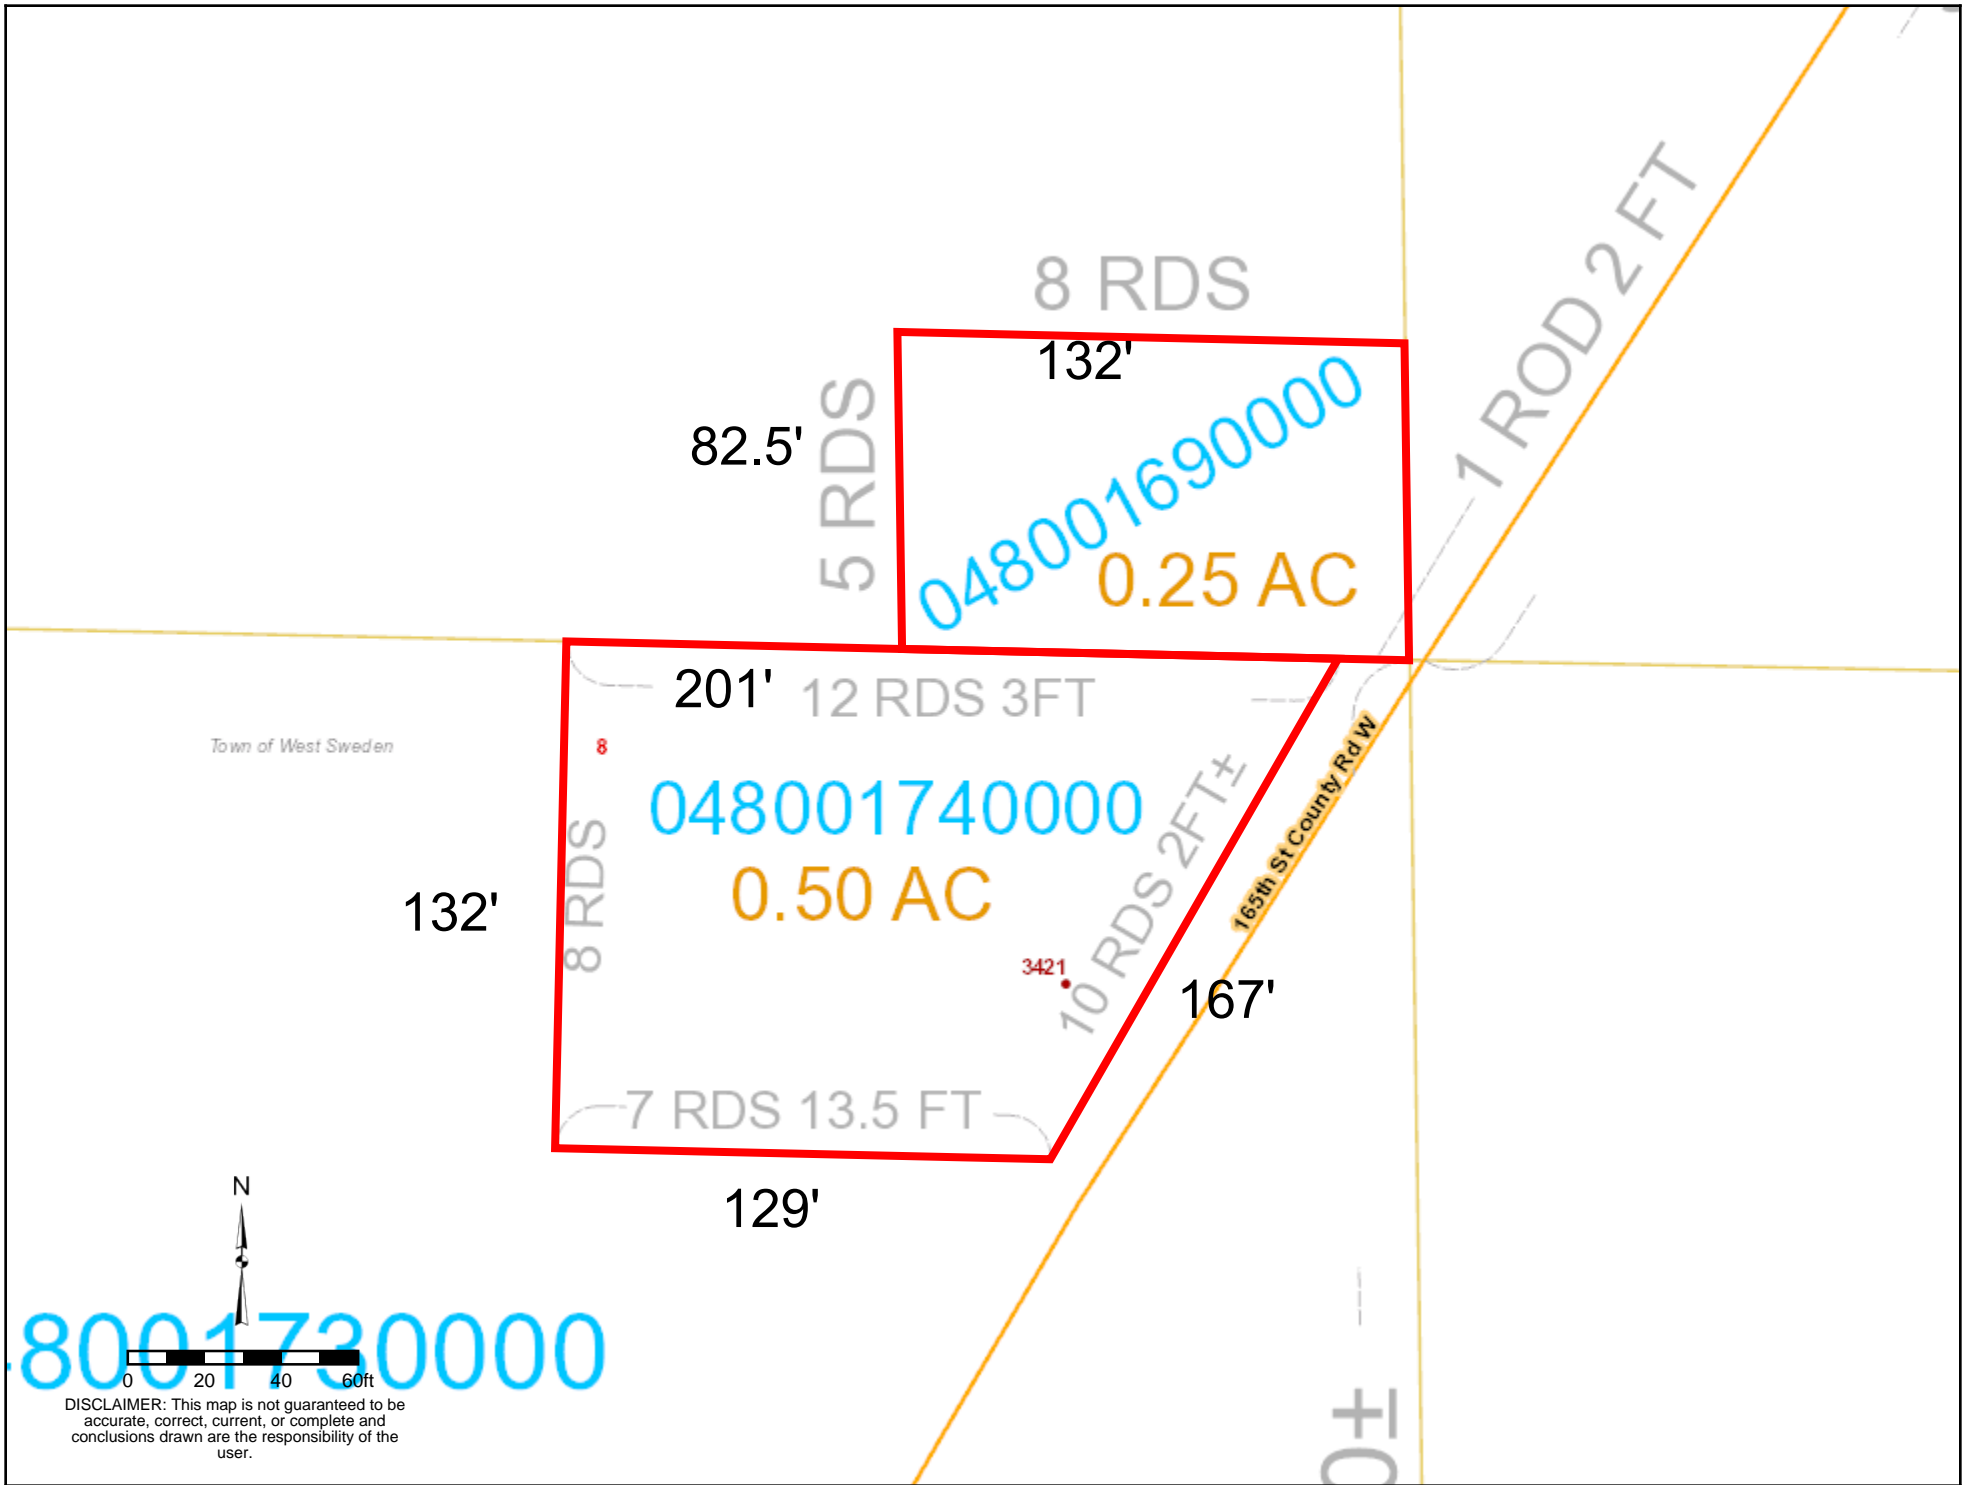 8 RDS
132'
1 ROD 2 FT
82.5'
5 RDS
048001690000
0.25 AC
201'
12 RDS 3FT
Town of West Sweden
8
048001740000
0.50 AC
8 RDS
132'
3421
10 RDS 2FT±
165th St County Rd W
167'
7 RDS 13.5 FT
129'
N
48001730000
0 20 40 60ft
DISCLAIMER: This map is not guaranteed to be
accurate, correct, current, or complete and
conclusions drawn are the responsibility of the
user.
0±